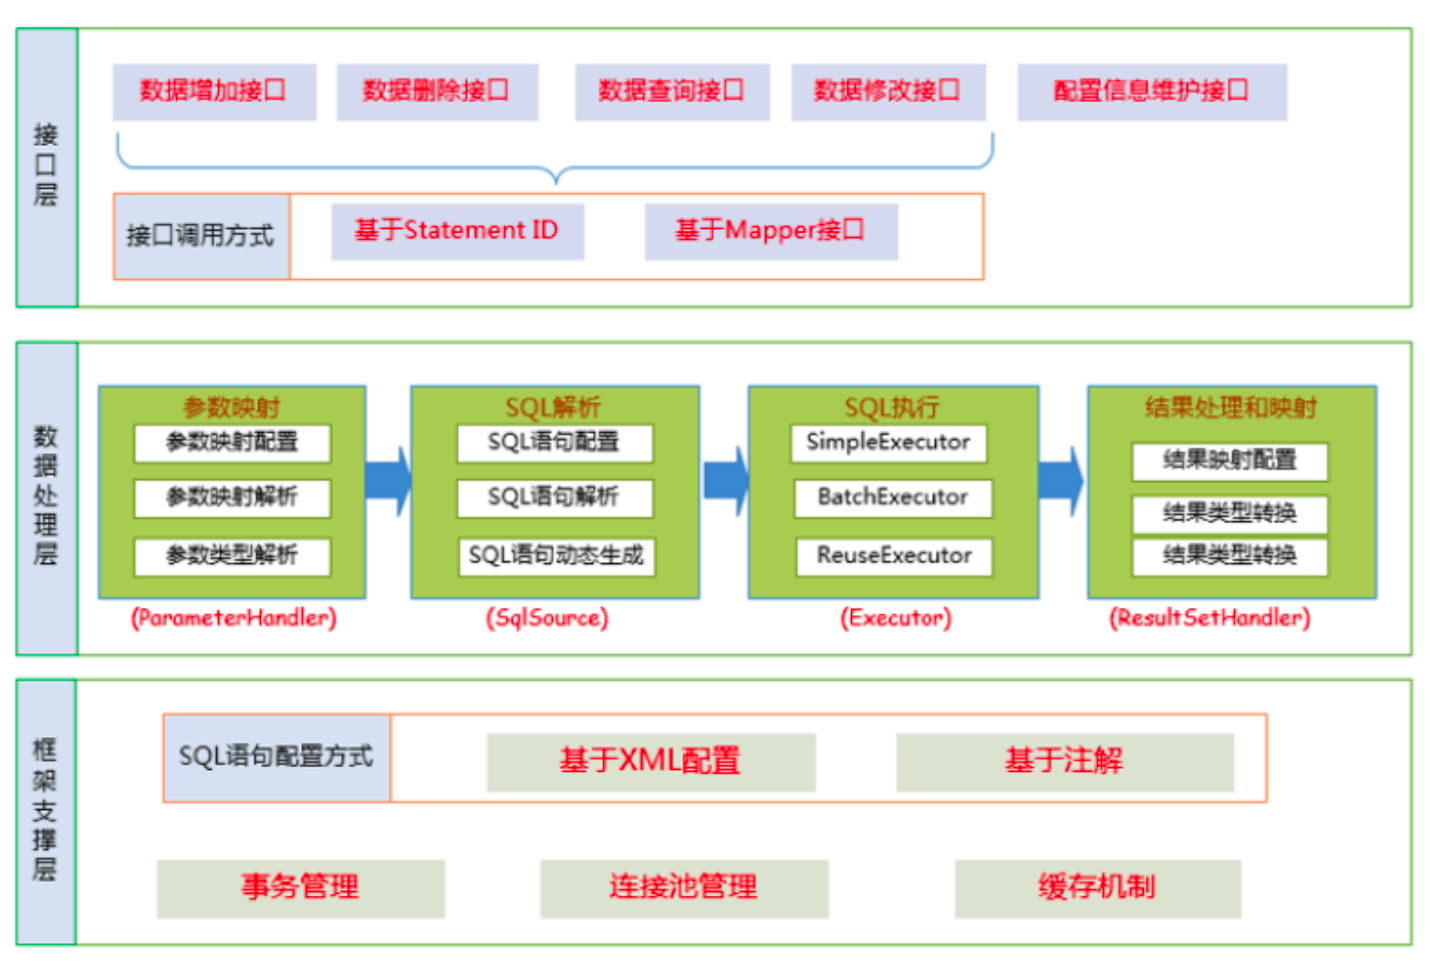 接口层
数据增加接口
数据删除接口
数据查询接口
数据修改接口
配置信息维护接口
接口调用方式
基于Statement ID
基于Mapper接口
数据处理层
参数映射
参数映射配置
参数映射解析
参数类型解析
(ParameterHandler)
SQL解析
SQL语句配置
SQL语句解析
SQL语句动态生成
(SqlSource)
SQL执行
SimpleExecutor
BatchExecutor
ReuseExecutor
(Executor)
结果处理和映射
结果映射配置
结果类型转换
结果类型转换
(ResultSetHandler)
框架支撑层
SQL语句配置方式
基于XML配置
基于注解
事务管理
连接池管理
缓存机制